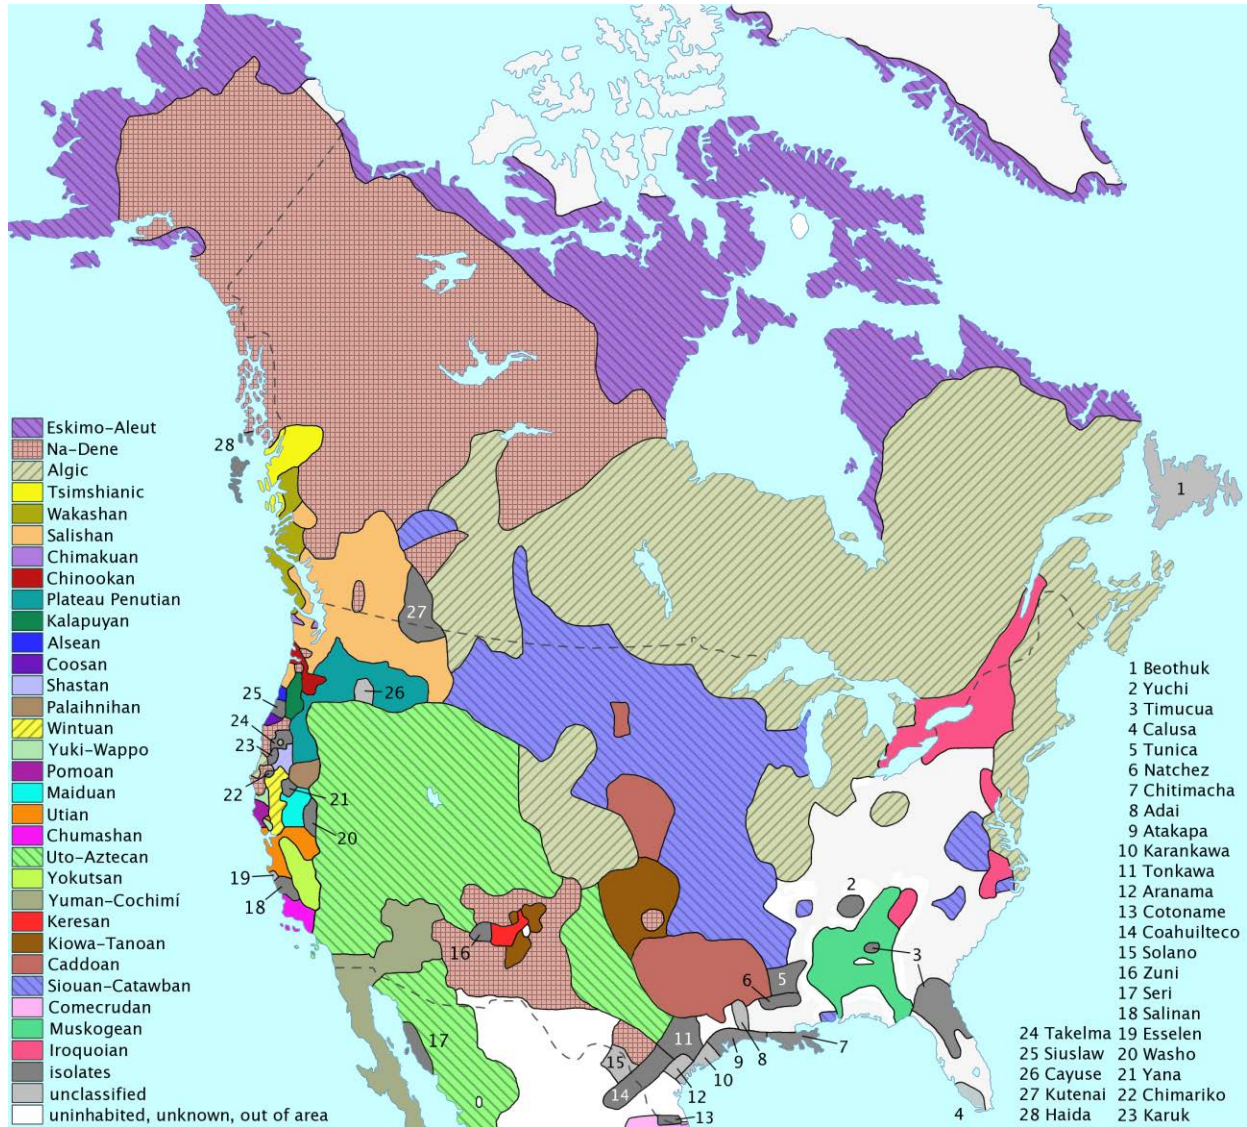 28
1
27
26
25
24
23
22
21
20
19
18
16
17
2
3
5
6
7
8
9
10
11
12
13
14
15
4
0
Eskimo-Aleut
Na-Dene
Algic
Tsimshianic
Wakashan
Salishan
Chimakuan
Chinookan
Plateau Penutian
Kalapuyan
Alsean
Coosan
Shastan
Palaihnihan
Wintuan
Yuki-Wappo
Pomoan
Maiduan
Utian
Chumashan
Uto-Aztecan
Yokutsan
Yuman-Cochimí
Keresan
Kiowa-Tanoan
Caddoan
Siouan-Catawban
Comecrudan
Muskogean
Iroquoian
isolates
unclassified
uninhabited, unknown, out of area
1 Beothuk
2 Yuchi
3 Timucua
4 Calusa
5 Tunica
6 Natchez
7 Chitimacha
8 Adai
9 Atakapa
10 Karankawa
11 Tonkawa
12 Aranama
13 Cotoname
14 Coahuilteco
15 Solano
16 Zuni
17 Seri
18 Salinan
19 Esselen
20 Washo
21 Yana
22 Chimariko
23 Karuk
24 Takelma
25 Siuslaw
26 Cayuse
27 Kutenai
28 Haida